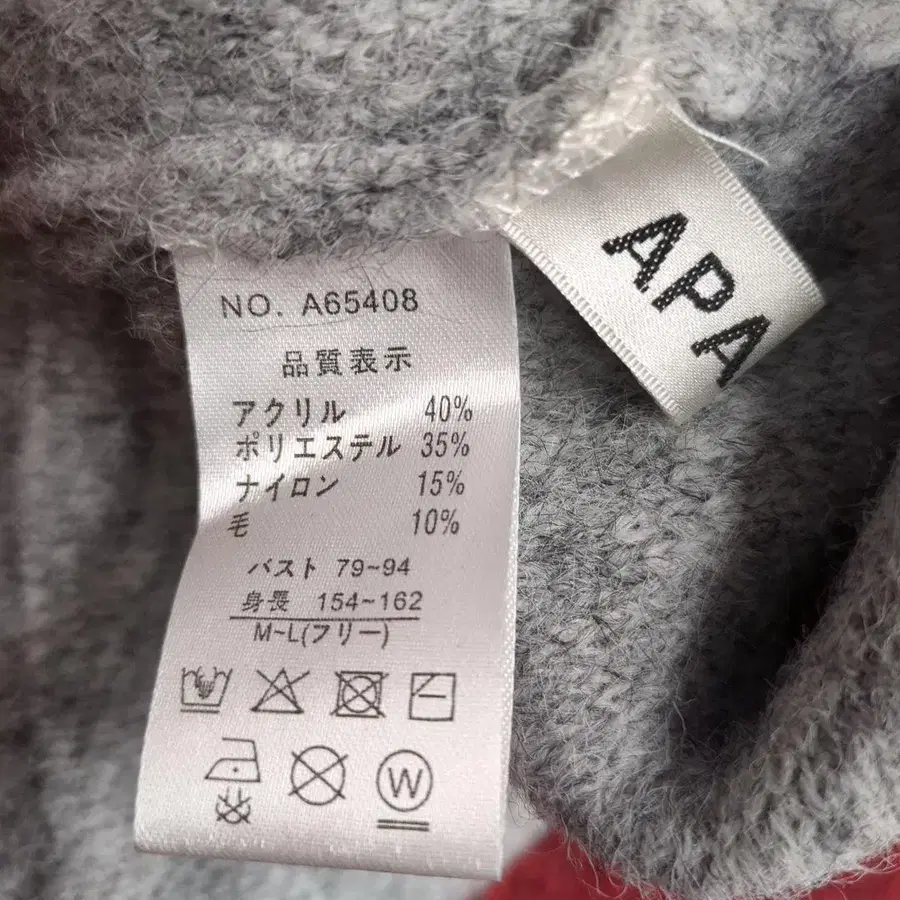 NO. A65408
品質表示
アクリル 40%
ポリエステル 35%
ナイロン 15%
毛 10%
バスト 79~94
身長 154~162
M~L(フリー)
W
APA